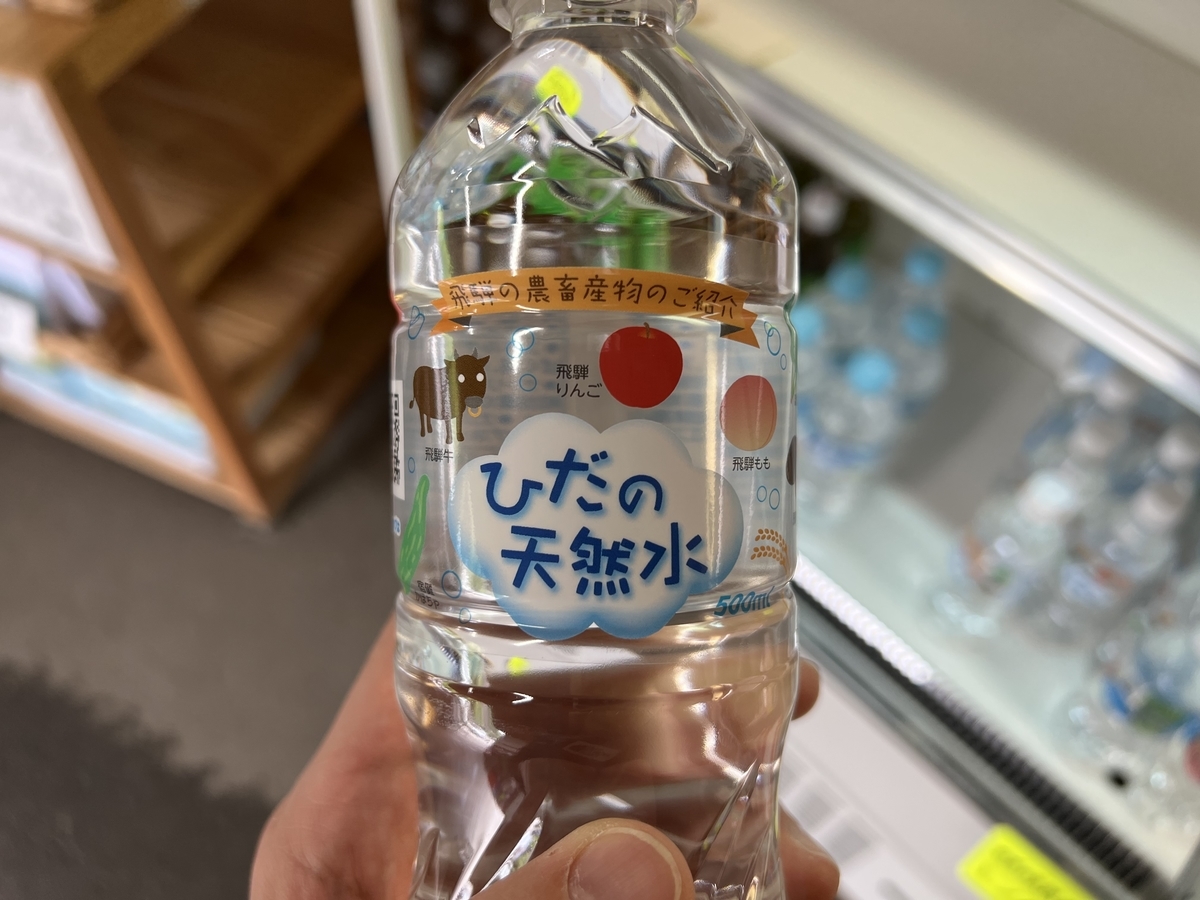 飛騨の農畜産物のご紹介
飛騨
りんご
飛騨牛
飛騨もも
ひだの
天然水
500ml